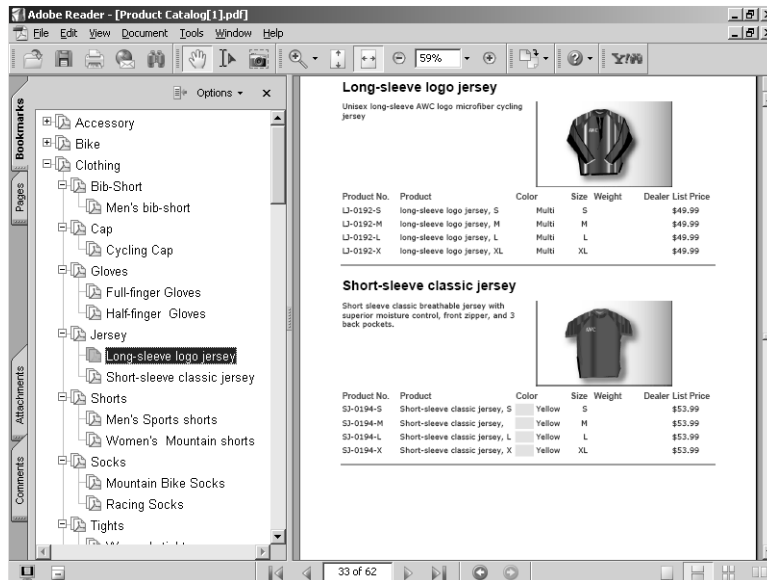 Adobe Reader - [Product Catalog[1].pdf]
File Edit View Document Tools Window Help
59%
Y!
Options
Bookmarks
Pages
Attachments
Comments
Accessory
Bike
Clothing
Bib-Short
Men's bib-short
Cap
Cycling Cap
Gloves
Full-finger Gloves
Half-finger Gloves
Jersey
Long-sleeve logo jersey
Short-sleeve classic jersey
Shorts
Men's Sports shorts
Women's Mountain shorts
Socks
Mountain Bike Socks
Racing Socks
Tights
Long-sleeve logo jersey
Unisex long-sleeve AWC logo microfiber cycling
jersey
AWC
Product No. Product Color Size Weight Dealer List Price
LJ-0192-S long-sleeve logo jersey, S Multi S $49.99
LJ-0192-M long-sleeve logo jersey, M Multi M $49.99
LJ-0192-L long-sleeve logo jersey, L Multi L $49.99
LJ-0192-X long-sleeve logo jersey, XL Multi XL $49.99
Short-sleeve classic jersey
Short sleeve classic breathable jersey with
superior moisture control, front zipper, and 3
back pockets.
AWC
Product No. Product Color Size Weight Dealer List Price
SJ-0194-S Short-sleeve classic jersey, S Yellow S $53.99
SJ-0194-M Short-sleeve classic jersey, Yellow M $53.99
SJ-0194-L Short-sleeve classic jersey, L Yellow L $53.99
SJ-0194-X Short-sleeve classic jersey, X Yellow XL $53.99
33 of 62